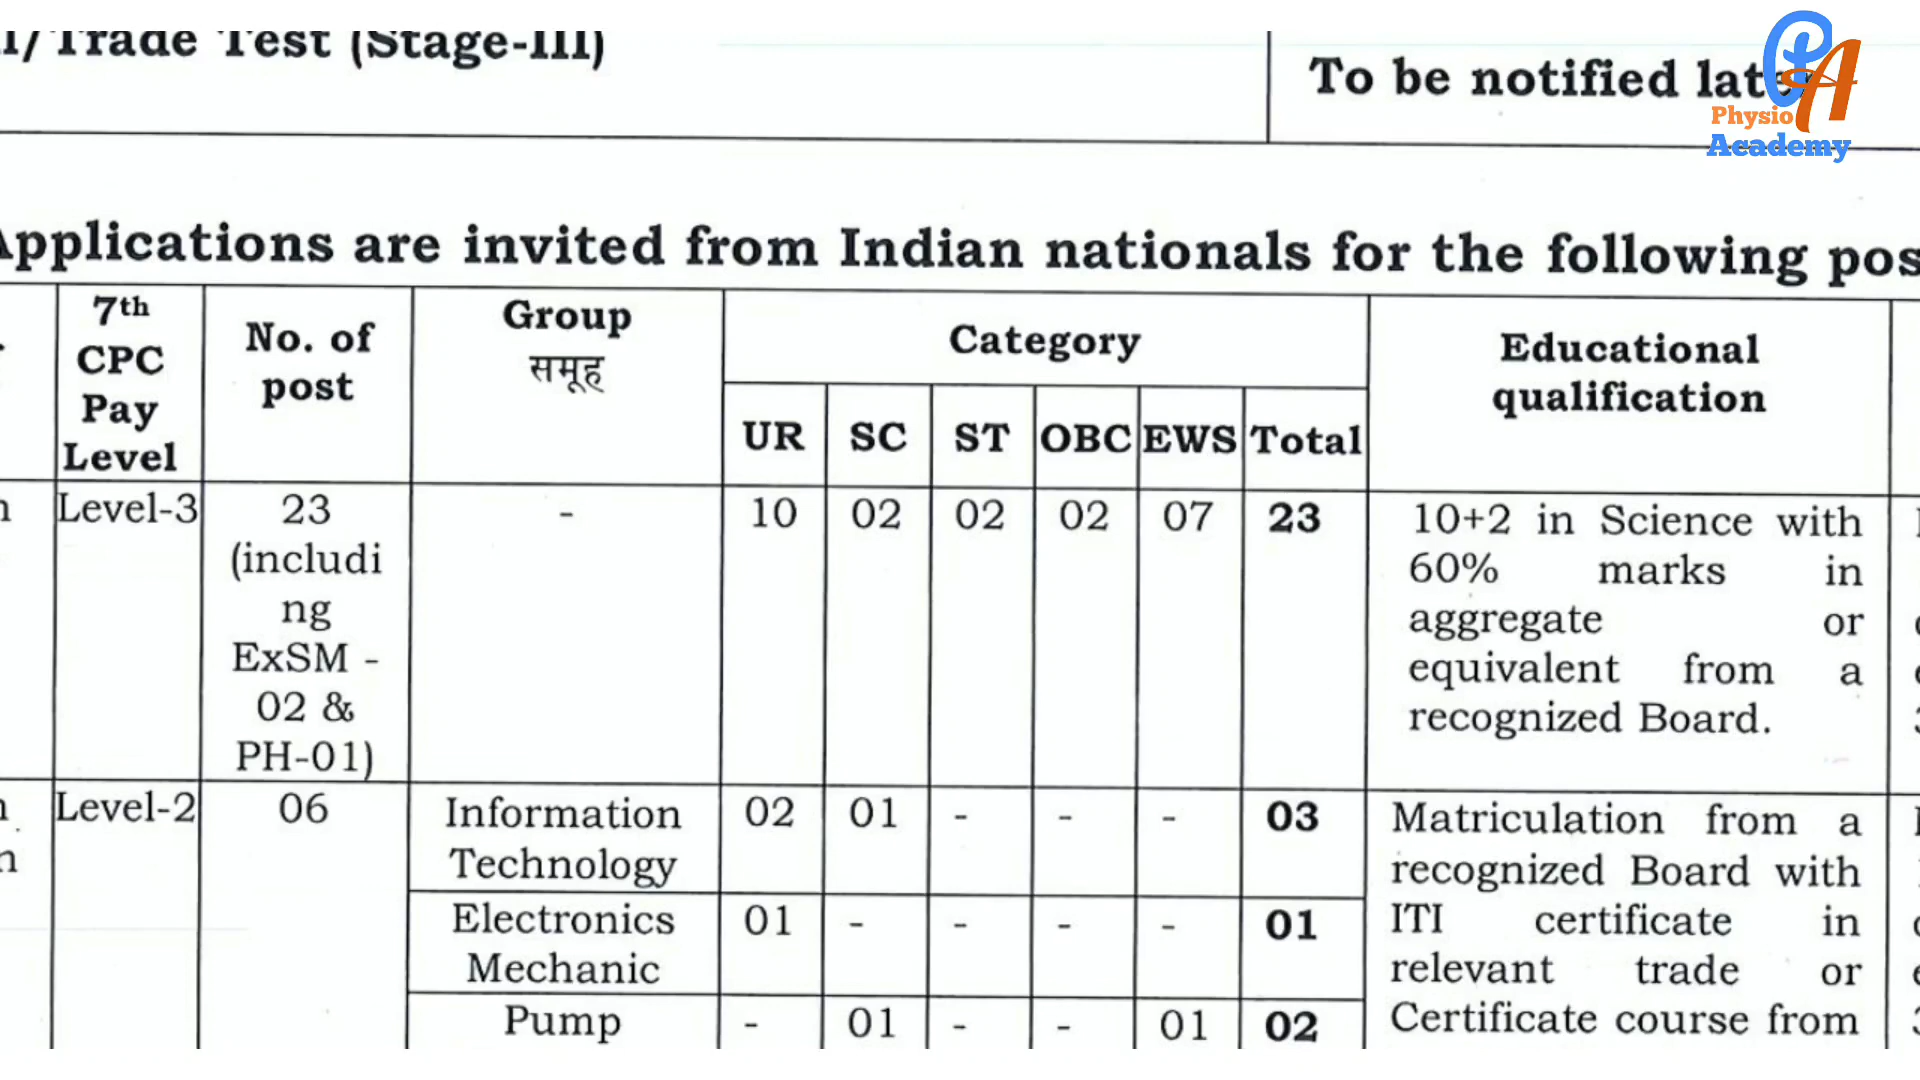 l/Trade Test (Stage-III)
To be notified later
Physio
Academy
Applications are invited from Indian nationals for the following pos
7th
CPC
Pay
Level
No. of
post
Group
समूह
Category
UR SC ST OBC EWS Total
Educational
qualification
Level-3
23
(includi
ng
ExSM -
02 &
PH-01)
-
10 02 02 02 07 23
10+2 in Science with
60% marks in
aggregate or
equivalent from a
recognized Board.
Level-2
06
Information
Technology
02 01 - - - 03
Electronics
Mechanic
01 - - - - 01
Pump
- 01 - - 01 02
Matriculation from a
recognized Board with
ITI certificate in
relevant trade or
Certificate course from